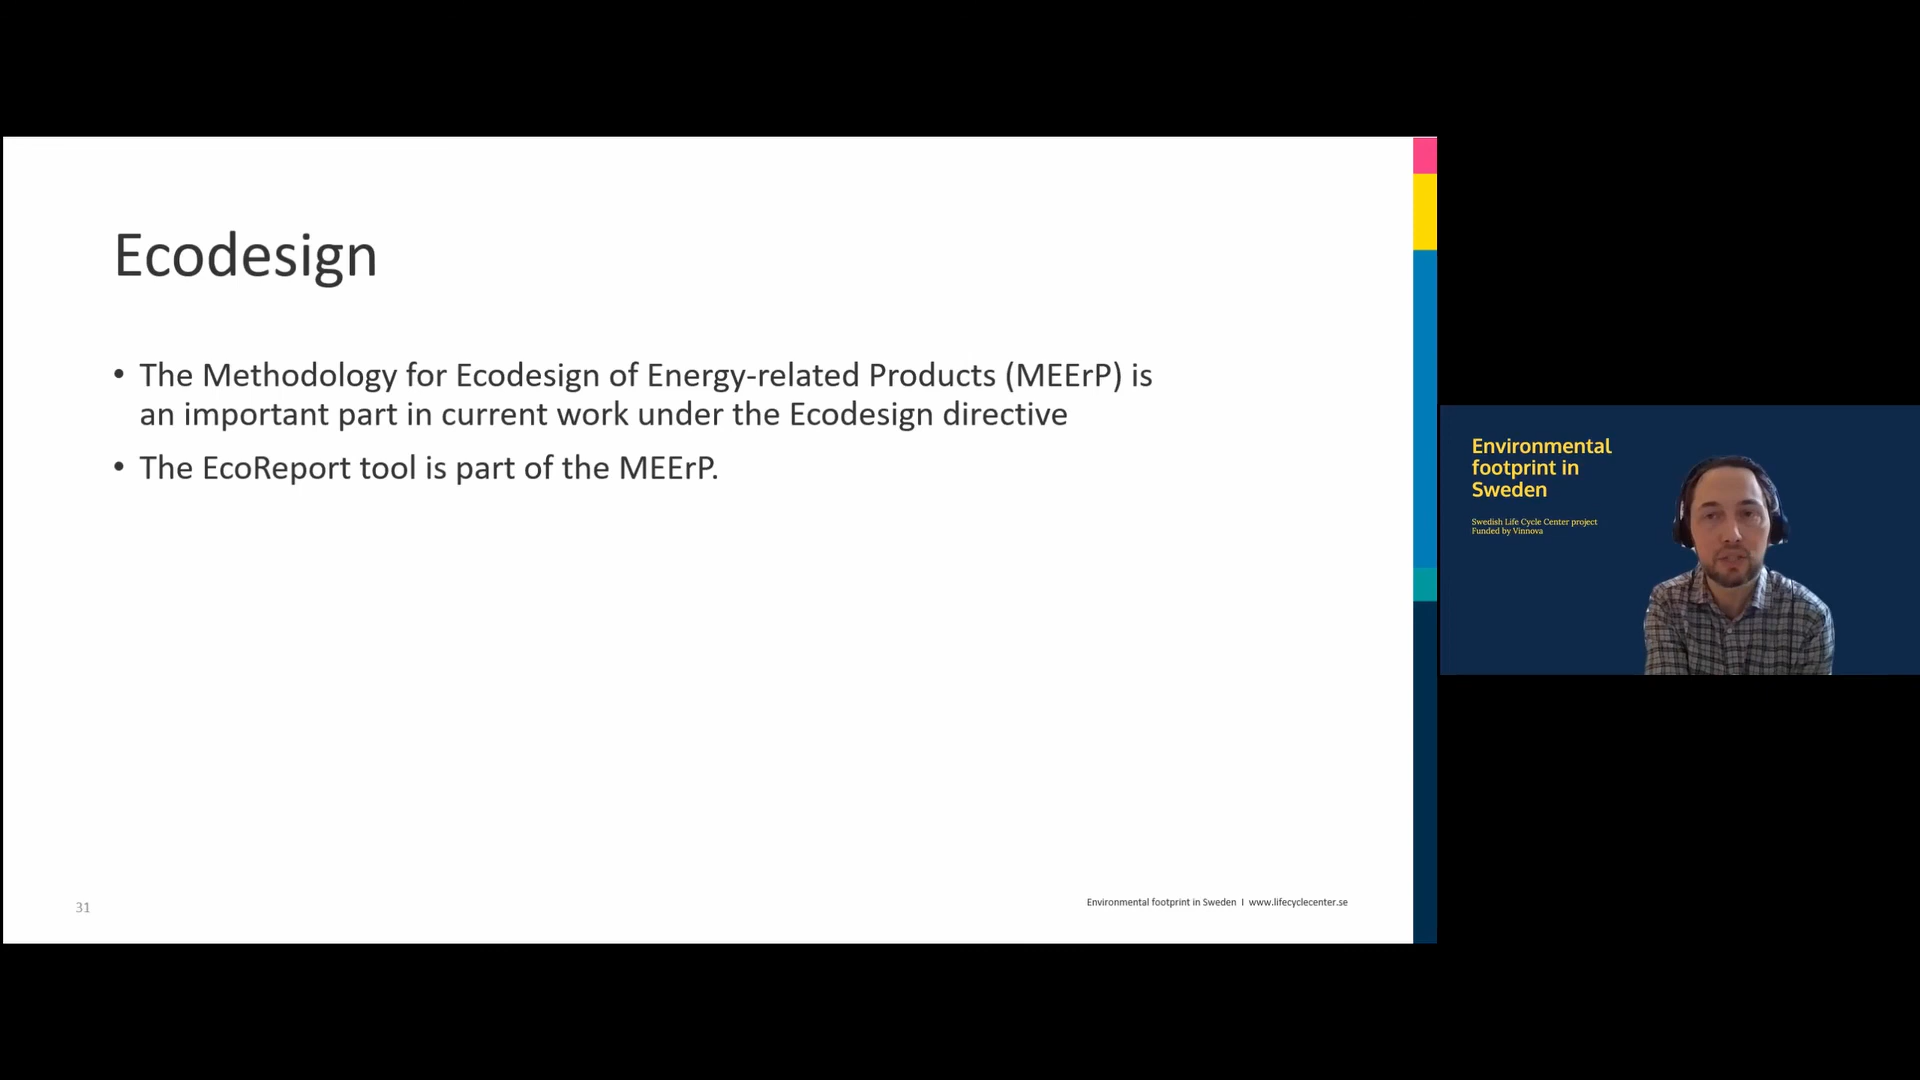 Ecodesign
• The Methodology for Ecodesign of Energy-related Products (MEErP) is
an important part in current work under the Ecodesign directive
• The EcoReport tool is part of the MEErP.
31
Environmental footprint in Sweden I www.lifecyclecenter.se
Environmental
footprint in
Sweden
Swedish Life Cycle Center project
Funded by Vinnova